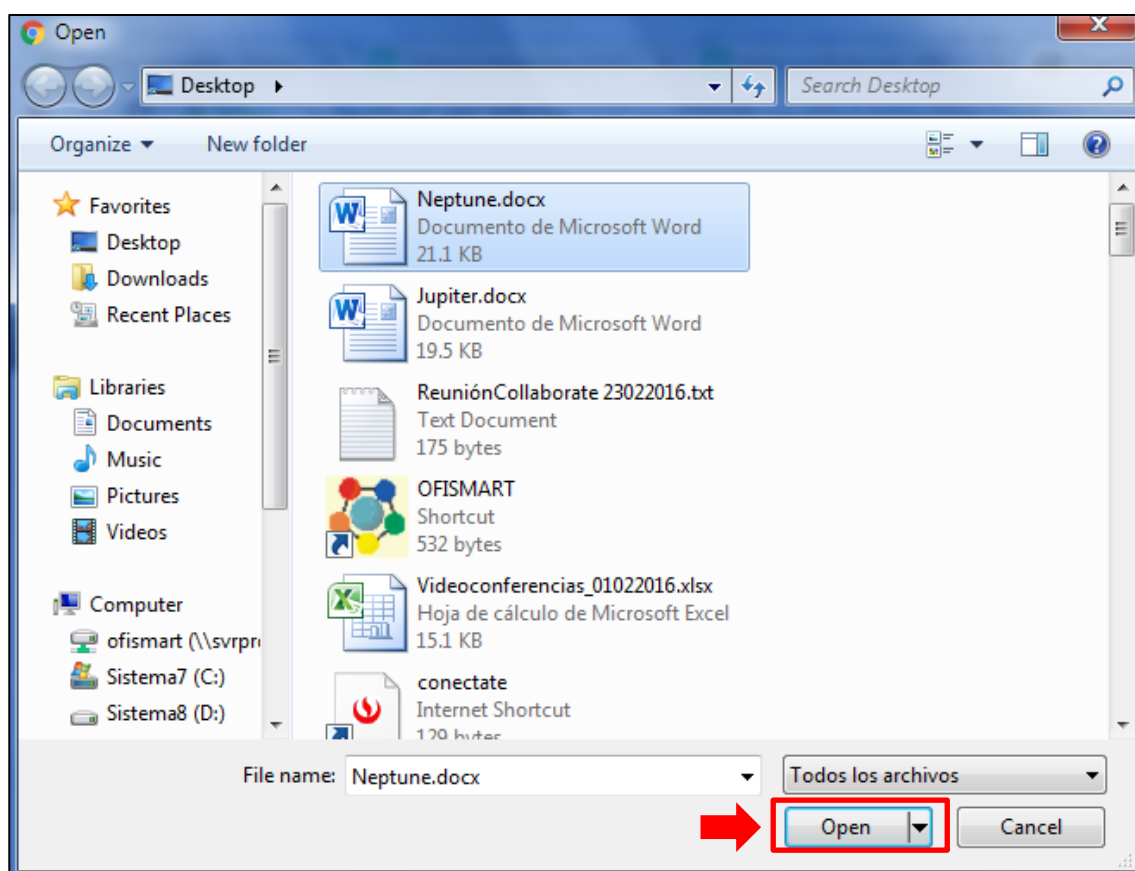 Open
Desktop
Search Desktop
Organize
New folder
Favorites
Desktop
Downloads
Recent Places
Libraries
Documents
Music
Pictures
Videos
Computer
ofismart (\\svrpr
Sistema7 (C:)
Sistema8 (D:)
Neptune.docx
Documento de Microsoft Word
21.1 KB
Jupiter.docx
Documento de Microsoft Word
19.5 KB
ReuniónCollaborate 23022016.txt
Text Document
175 bytes
OFISMART
Shortcut
532 bytes
Videoconferencias_01022016.xlsx
Hoja de cálculo de Microsoft Excel
15.1 KB
conectate
Internet Shortcut
129 bytes
File name: Neptune.docx
Todos los archivos
Open
Cancel